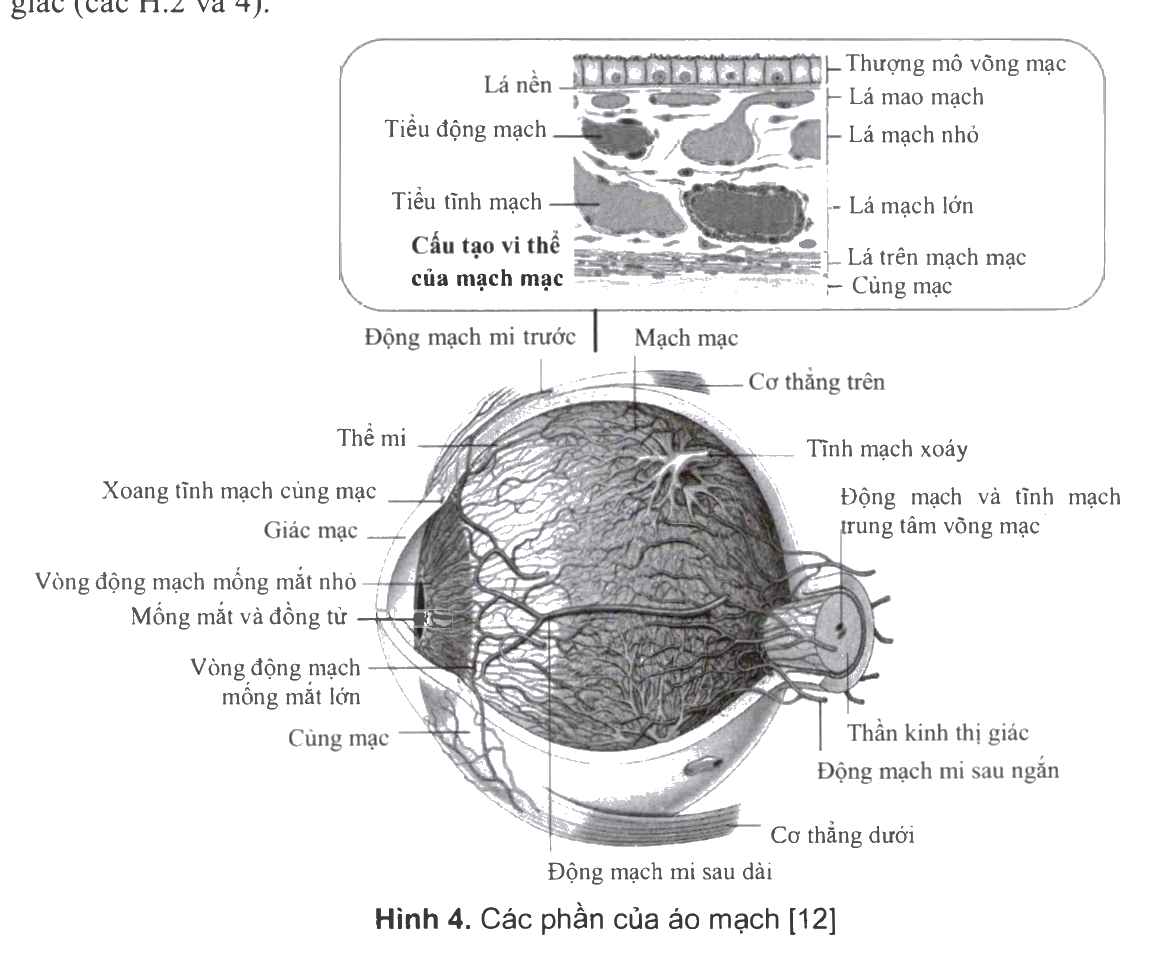 giác (các H.2 và 4).
Thượng mô võng mạc
Lá nền
Lá mao mạch
Tiểu động mạch
Lá mạch nhỏ
Tiểu tĩnh mạch
Lá mạch lớn
Cấu tạo vi thể
của mạch mạc
Lá trên mạch mạc
Củng mạc
Động mạch mi trước
Mạch mạc
Cơ thẳng trên
Thể mi
Tĩnh mạch xoáy
Xoang tĩnh mạch củng mạc
Động mạch và tĩnh mạch
trung tâm võng mạc
Giác mạc
Vòng động mạch mống mắt nhỏ
Mống mắt và đồng tử
Vòng động mạch
mống mắt lớn
Củng mạc
Thần kinh thị giác
Động mạch mi sau ngắn
Cơ thẳng dưới
Động mạch mi sau dài
Hình 4. Các phần của áo mạch [12]